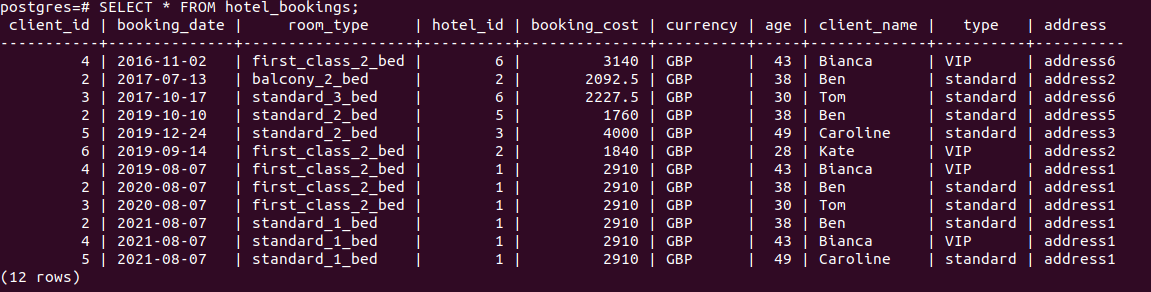 postgres=# SELECT * FROM hotel_bookings;
 client_id | booking_date |    room_type      | hotel_id | booking_cost | currency | age | client_name |   type   | address
-----------+--------------+-------------------+----------+--------------+----------+-----+-------------+----------+----------
         4 | 2016-11-02   | first_class_2_bed |        6 |         3140 | GBP      |  43 | Bianca      | VIP      | address6
         2 | 2017-07-13   | balcony_2_bed     |        2 |       2092.5 | GBP      |  38 | Ben         | standard | address2
         3 | 2017-10-17   | standard_3_bed    |        6 |       2227.5 | GBP      |  30 | Tom         | standard | address6
         2 | 2019-10-10   | standard_2_bed    |        5 |         1760 | GBP      |  38 | Ben         | standard | address5
         5 | 2019-12-24   | standard_2_bed    |        3 |         4000 | GBP      |  49 | Caroline    | standard | address3
         6 | 2019-09-14   | first_class_2_bed |        2 |         1840 | GBP      |  28 | Kate        | VIP      | address2
         4 | 2019-08-07   | first_class_2_bed |        1 |         2910 | GBP      |  43 | Bianca      | VIP      | address1
         2 | 2020-08-07   | first_class_2_bed |        1 |         2910 | GBP      |  38 | Ben         | standard | address1
         3 | 2020-08-07   | first_class_2_bed |        1 |         2910 | GBP      |  30 | Tom         | standard | address1
         2 | 2021-08-07   | standard_1_bed    |        1 |         2910 | GBP      |  38 | Ben         | standard | address1
         4 | 2021-08-07   | standard_1_bed    |        1 |         2910 | GBP      |  43 | Bianca      | VIP      | address1
         5 | 2021-08-07   | standard_1_bed    |        1 |         2910 | GBP      |  49 | Caroline    | standard | address1
(12 rows)